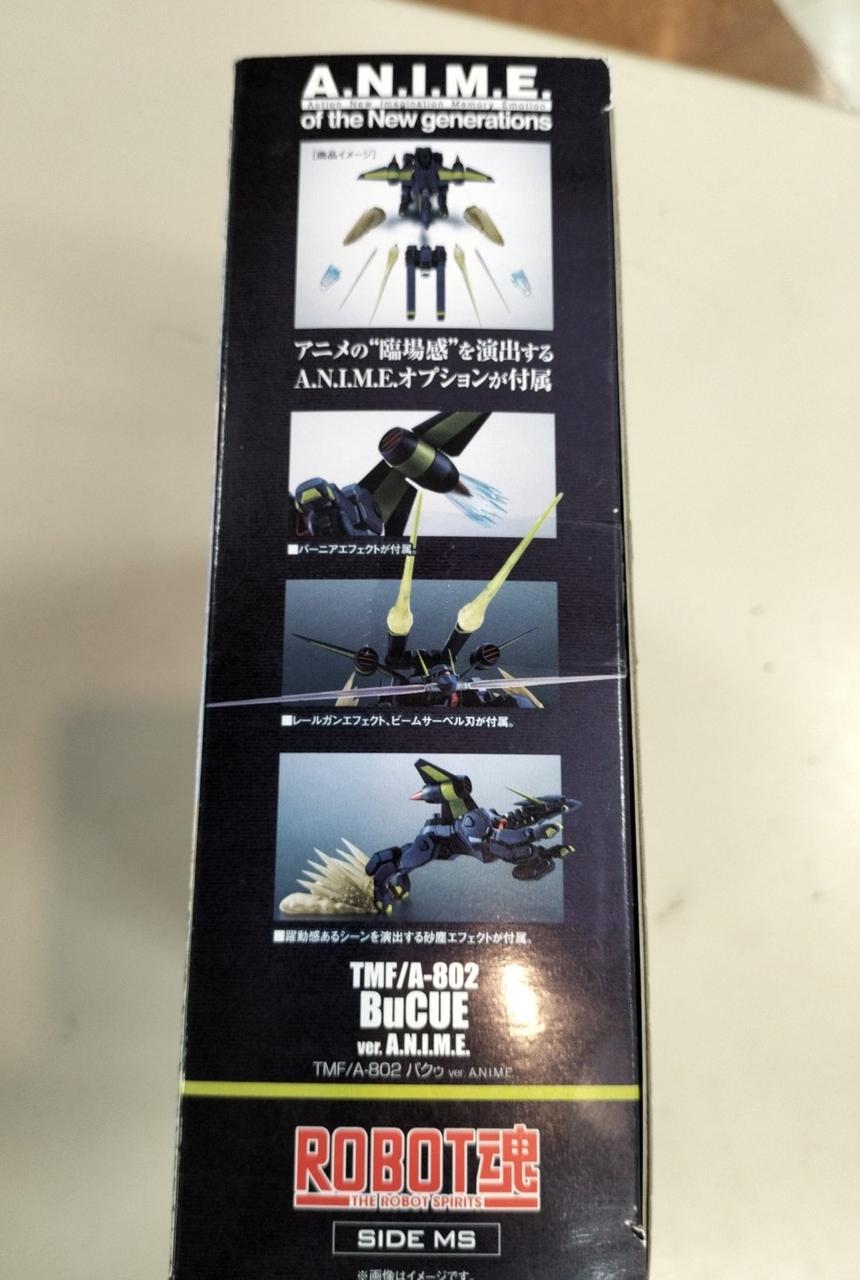 A.N.I.M.E.
Action New Imagination Memory Emotion
of the New generations
[商品イメージ]
アニメの“臨場感”を演出する
A.N.I.M.E.オプションが付属
■バーニアエフェクトが付属。
■レールガンエフェクト、ビームサーベル刃が付属。
■躍動感あるシーンを演出する砂塵エフェクトが付属。
TMF/A-802
BuCUE
ver. A.N.I.M.E.
TMF/A-802 バクゥ ver. A.N.I.M.E.
ROBOT魂
THE ROBOT SPIRITS
SIDE MS
※画像はイメージです。